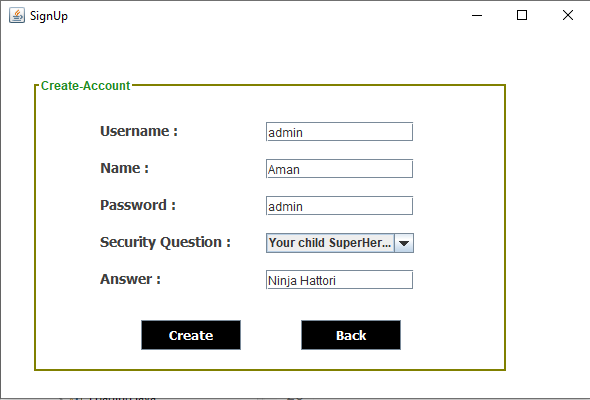 SignUp
Create-Account
Username : admin
Name : Aman
Password : admin
Security Question : Your child SuperHer...
Answer : Ninja Hattori
Create Back